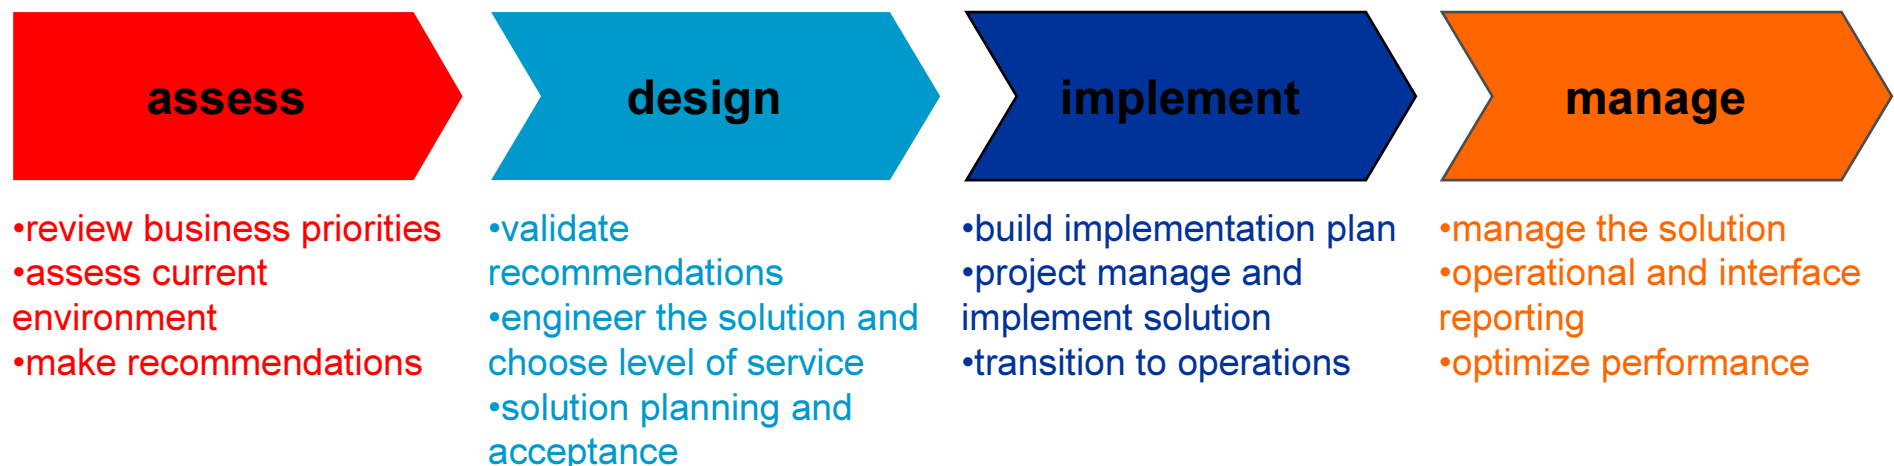 assess
design
implement
manage
•review business priorities
•assess current
environment
•make recommendations
•validate
recommendations
•engineer the solution and
choose level of service
•solution planning and
acceptance
•build implementation plan
•project manage and
implement solution
•transition to operations
•manage the solution
•operational and interface
reporting
•optimize performance